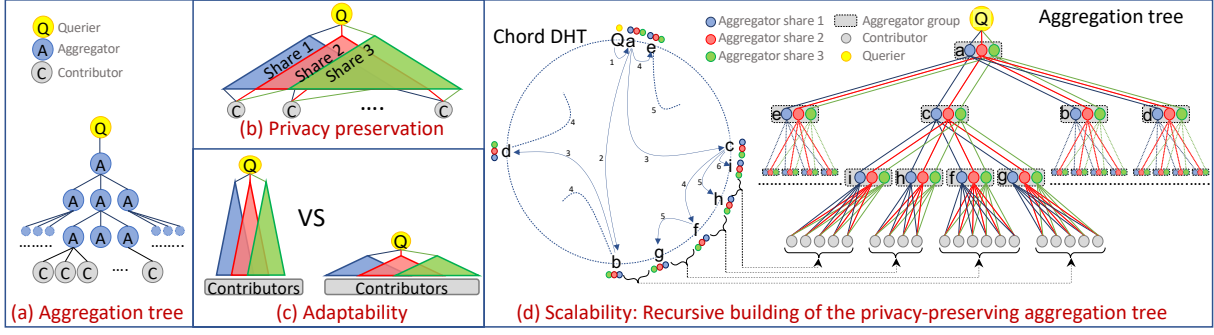 Q Querier
A Aggregator
C Contributor
Q
A
A A A
........ ........
A A A
C C C .... C
(a) Aggregation tree
Q
Share 1
Share 2
Share 3
C C .... C
(b) Privacy preservation
Q
VS
Q
Contributors
Contributors
(c) Adaptability
Chord DHT
Aggregator share 1
Aggregator share 2
Aggregator share 3
Aggregator group
Contributor
Querier
Q a e
1 4
5
4
d
3 2 3
4
c
6 i
4 5 h
5 f
g
b
Aggregation tree
Q
a
e c b d
i h f g
(d) Scalability: Recursive building of the privacy-preserving aggregation tree